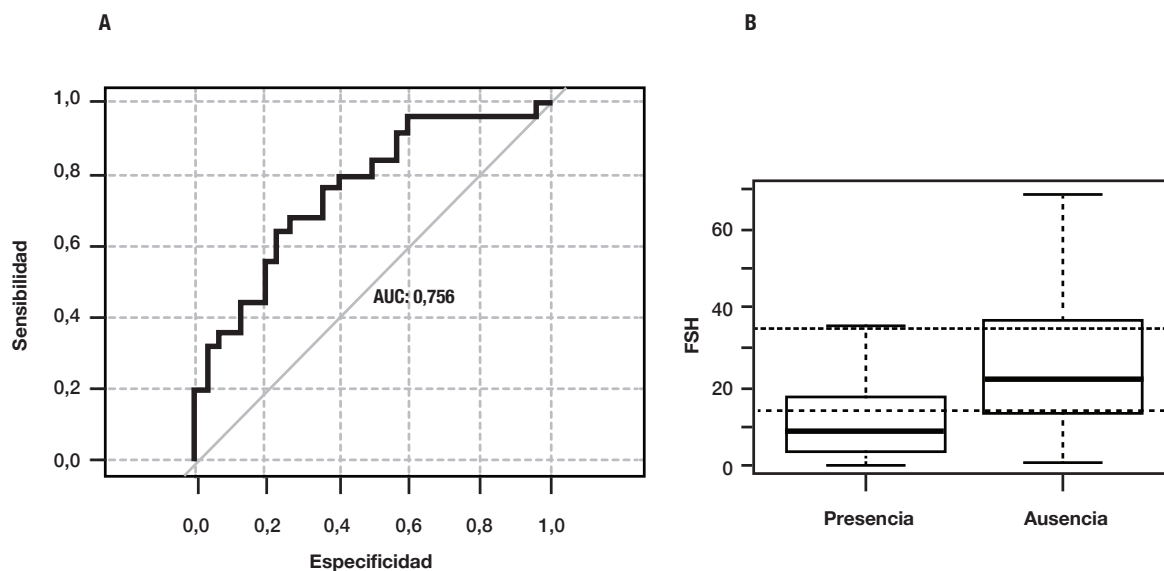 A
Sensibilidad
1,0
0,8
0,6
0,4
0,2
0,0
AUC: 0,756
0,0 0,2 0,4 0,6 0,8 1,0
Especificidad
B
FSH
60
40
20
0
Presencia Ausencia